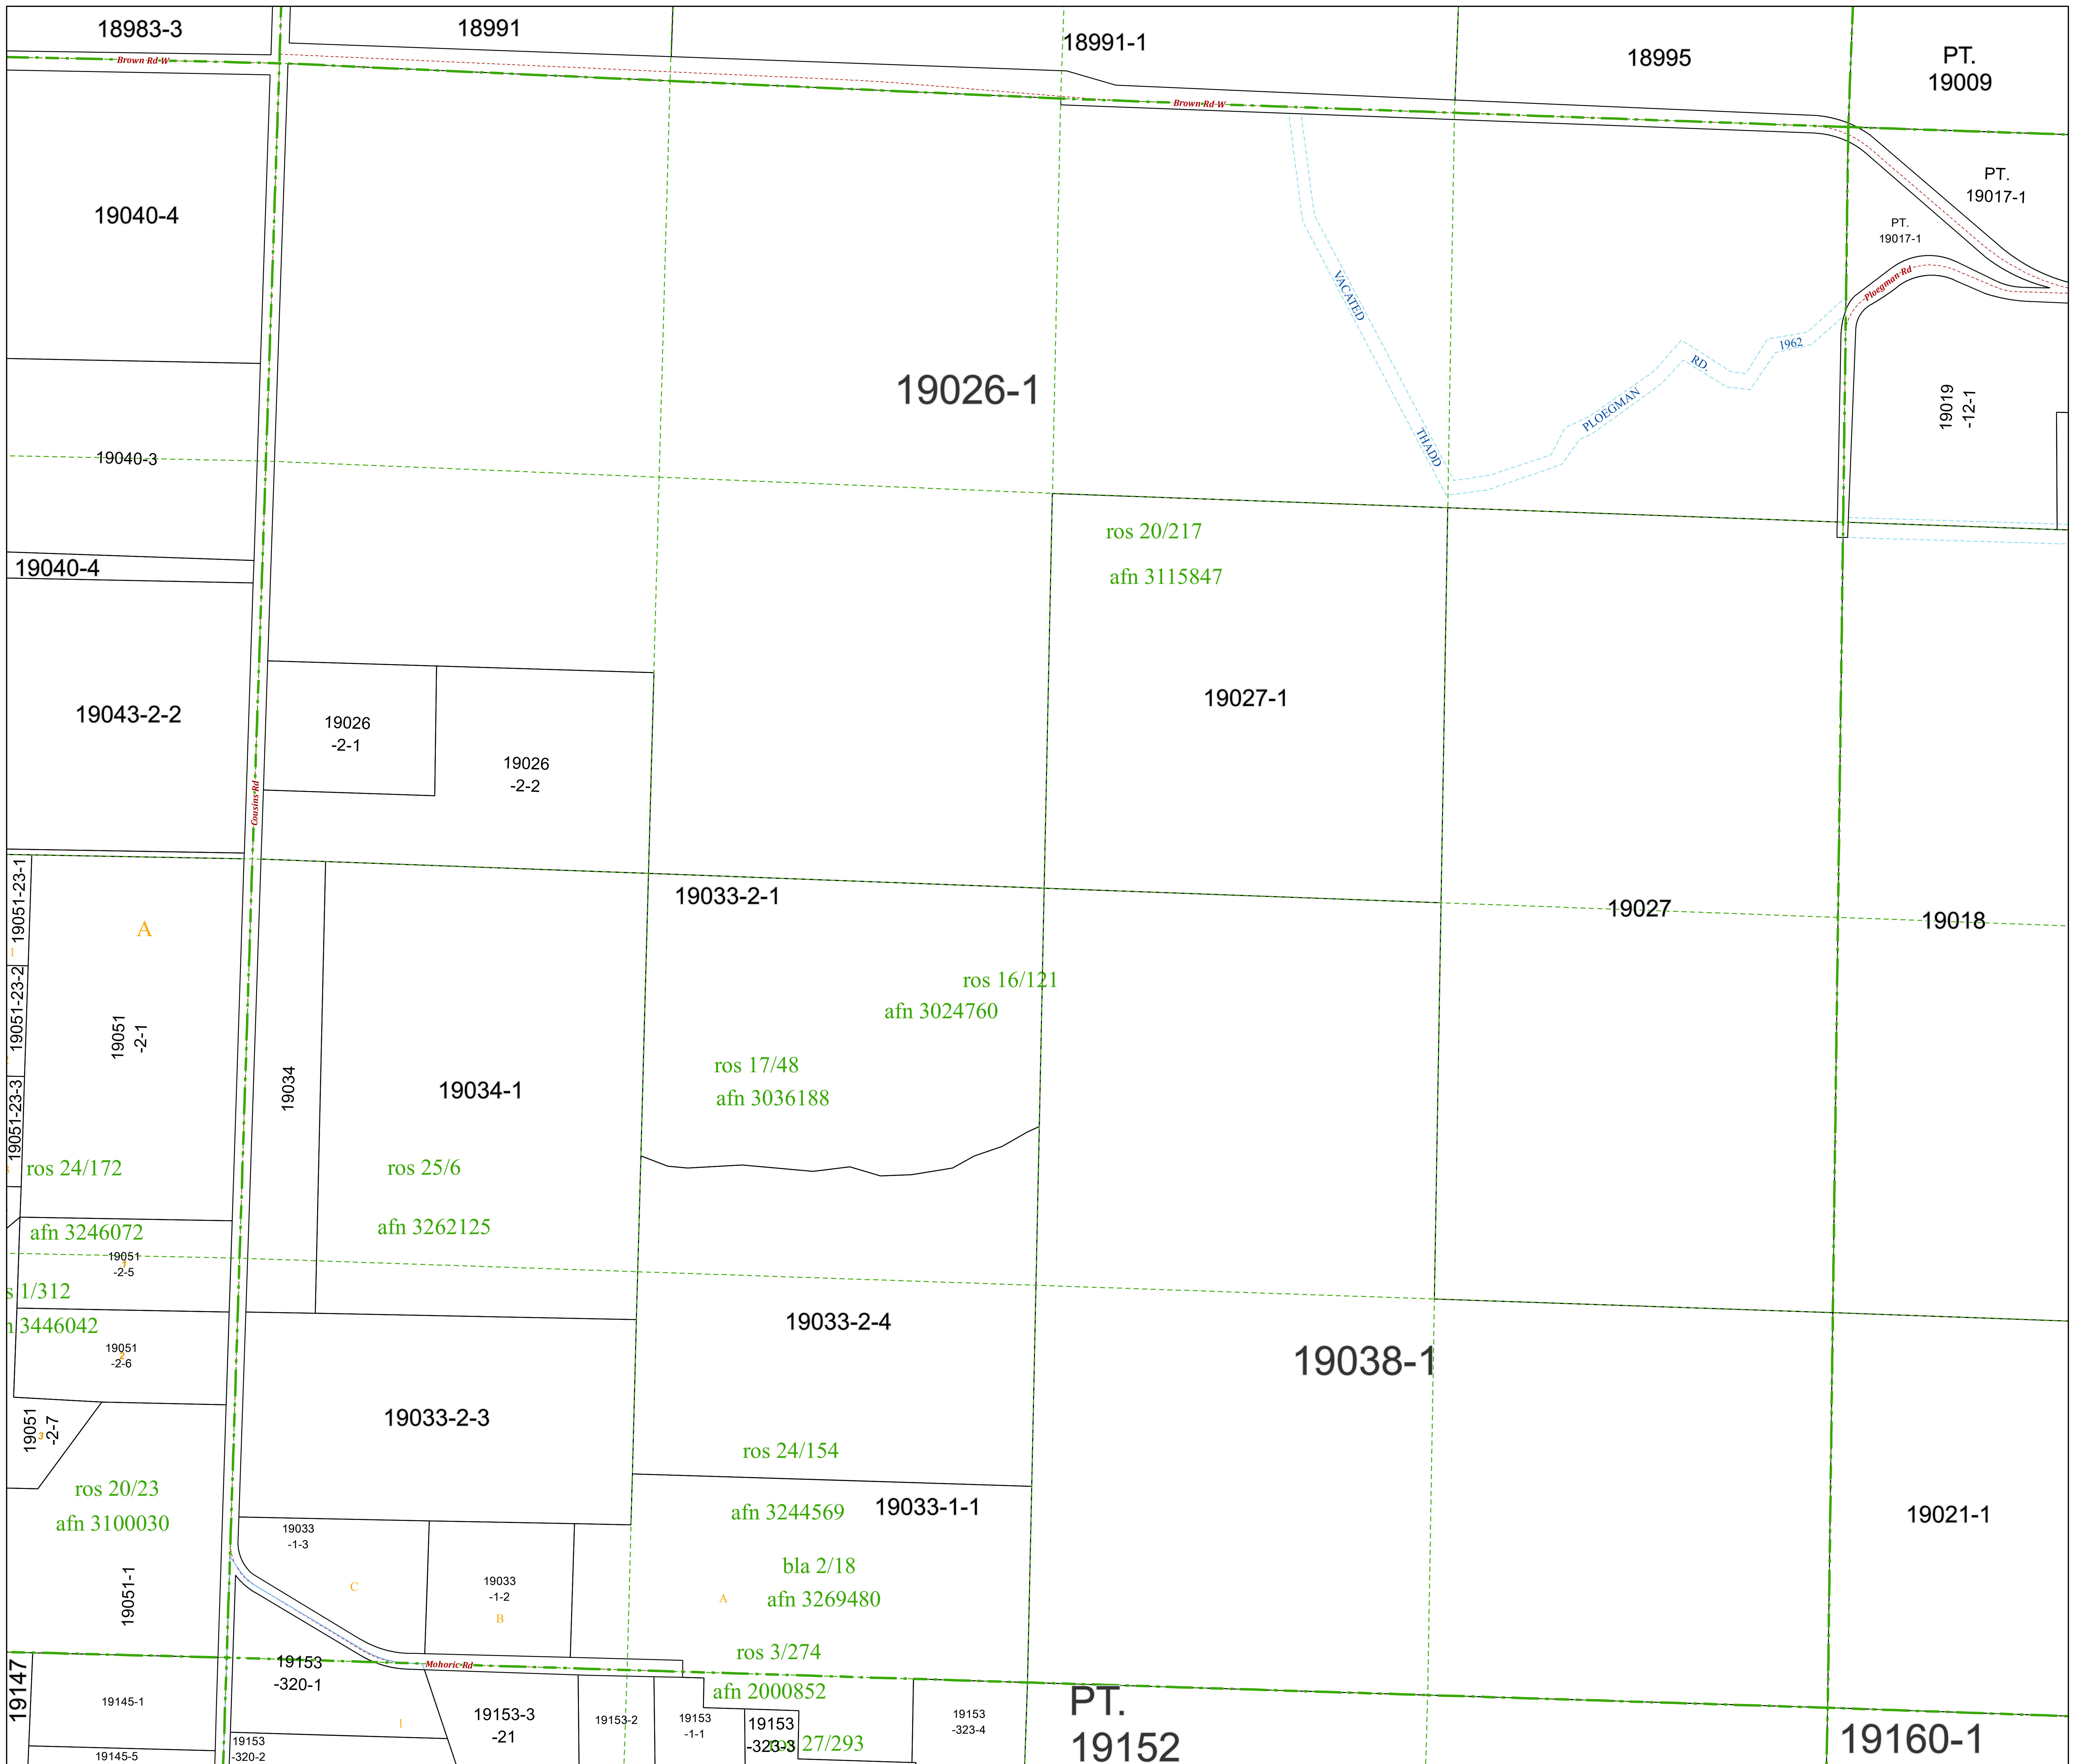 18983-3
18991
18991-1
18995
PT.
19009
Brown Rd W
Brown Rd W
PT.
19017-1
PT.
19017-1
19040-4
Ploegman Rd
VACATED
THADD
PLOEGMAN
RD.
1962
19026-1
19019
-12-1
19040-3
19040-4
ros 20/217
afn 3115847
19043-2-2
19026
-2-1
19026
-2-2
19027-1
Cousins Rd
19051-23-1
A
1
19033-2-1
19027
19018
19051-23-2
19051
-2-1
19034
19034-1
ros 16/121
afn 3024760
ros 17/48
afn 3036188
19051-23-3
ros 24/172
ros 25/6
afn 3246072
afn 3262125
19051
-2-5
1
s 1/312
3446042
19051
-2-6
2
19033-2-4
19038-1
19051
-2-7
3
19033-2-3
ros 24/154
ros 20/23
afn 3100030
19033-1-1
afn 3244569
19021-1
19033
-1-3
C
19033
-1-2
B
bla 2/18
A
afn 3269480
19051-1
ros 3/274
19147
19153
-320-1
Mohoric Rd
afn 2000852
PT.
19152
19145-1
1
19153-3
-21
19153-2
19153
-1-1
19153
-323-3
27/293
19153
-323-4
19160-1
19145-5
19153
-320-2